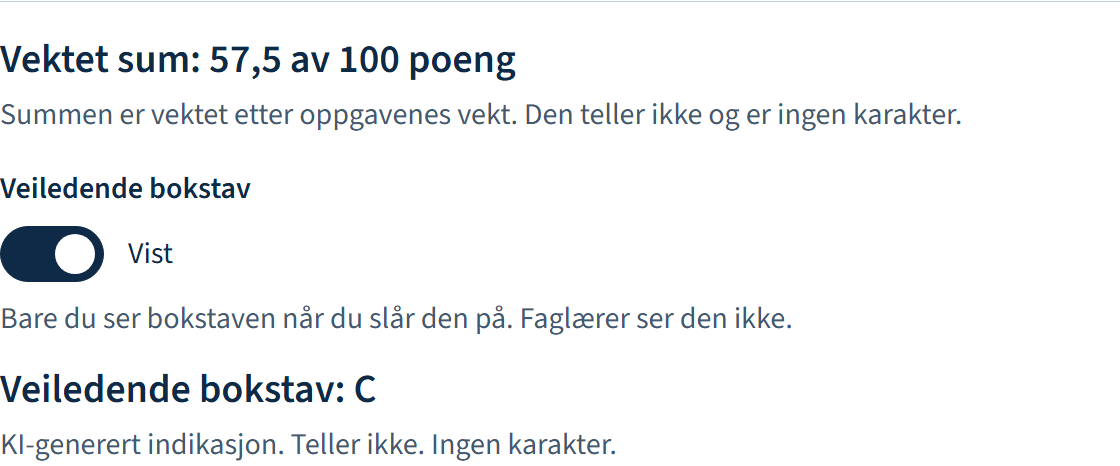 Vektet sum: 57,5 av 100 poeng
Summen er vektet etter oppgavenes vekt. Den teller ikke og er ingen karakter.
Veiledende bokstav
Vist
Bare du ser bokstaven når du slår den på. Faglærer ser den ikke.
Veiledende bokstav: C
KI-generert indikasjon. Teller ikke. Ingen karakter.